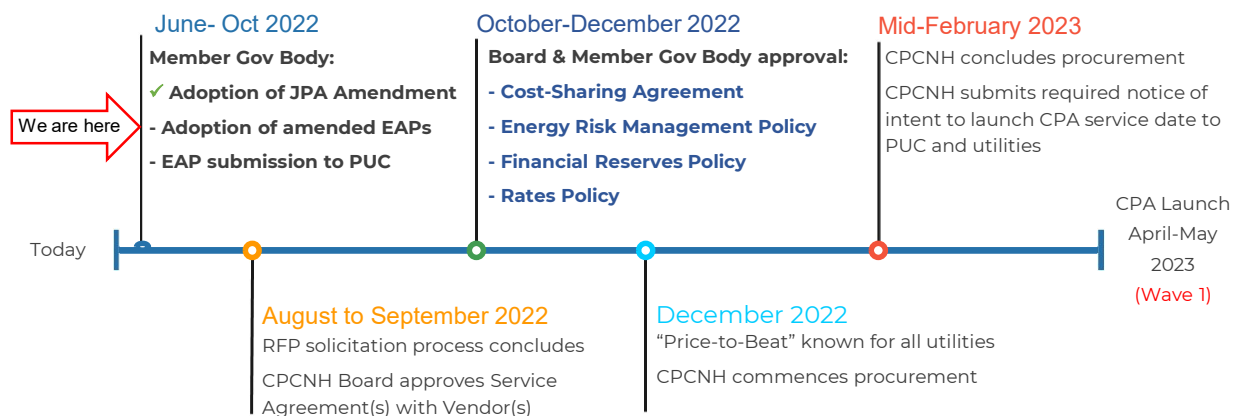 June- Oct 2022
Member Gov Body:
✓ Adoption of JPA Amendment
- Adoption of amended EAPs
- EAP submission to PUC
We are here
October-December 2022
Board & Member Gov Body approval:
- Cost-Sharing Agreement
- Energy Risk Management Policy
- Financial Reserves Policy
- Rates Policy
Mid-February 2023
CPCNH concludes procurement
CPCNH submits required notice of
intent to launch CPA service date to
PUC and utilities
Today
CPA Launch
April-May
2023
(Wave 1)
August to September 2022
RFP solicitation process concludes
CPCNH Board approves Service
Agreement(s) with Vendor(s)
December 2022
“Price-to-Beat” known for all utilities
CPCNH commences procurement